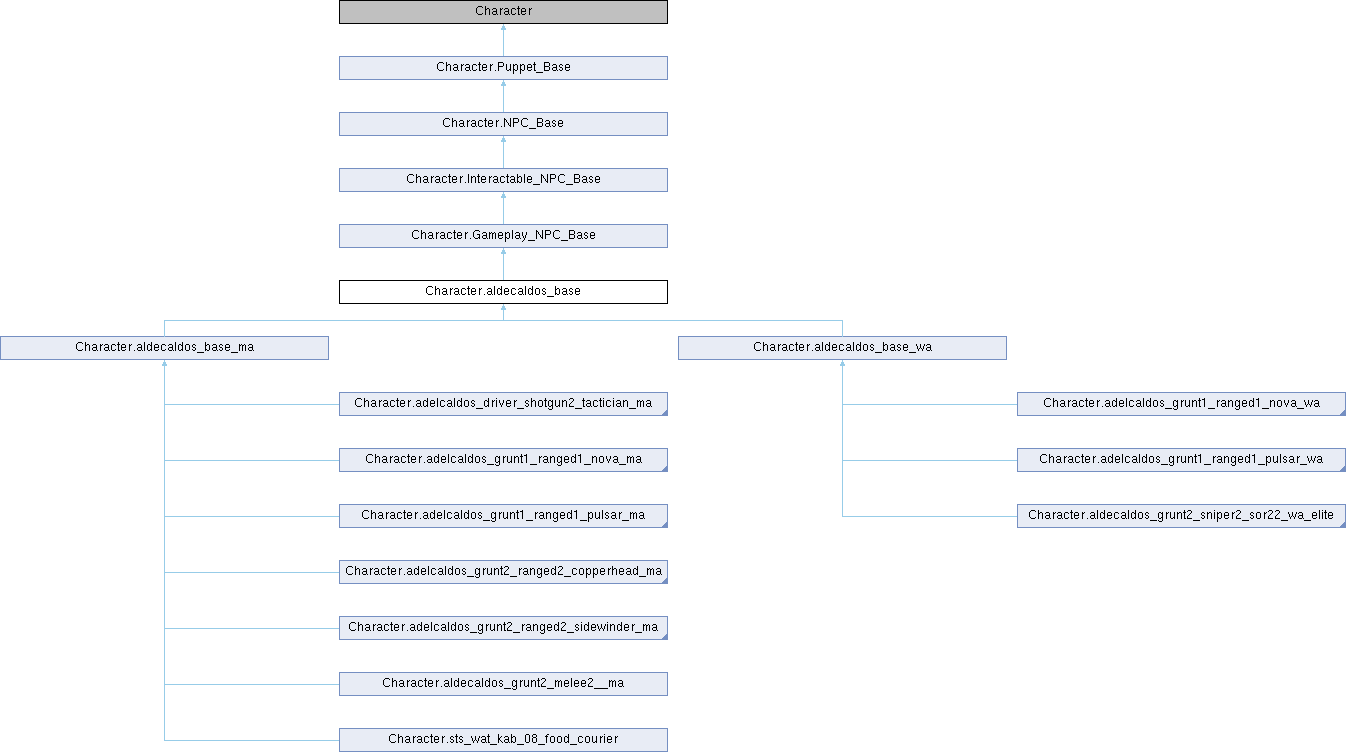 Character
Character.Puppet_Base
Character.NPC_Base
Character.Interactable_NPC_Base
Character.Gameplay_NPC_Base
Character.aldecaldos_base
Character.aldecaldos_base_ma
Character.aldecaldos_base_wa
Character.adelcaldos_driver_shotgun2_tactician_ma
Character.adelcaldos_grunt1_ranged1_nova_wa
Character.adelcaldos_grunt1_ranged1_nova_ma
Character.adelcaldos_grunt1_ranged1_pulsar_wa
Character.adelcaldos_grunt1_ranged1_pulsar_ma
Character.aldecaldos_grunt2_sniper2_sor22_wa_elite
Character.adelcaldos_grunt2_ranged2_copperhead_ma
Character.adelcaldos_grunt2_ranged2_sidewinder_ma
Character.aldecaldos_grunt2_melee2__ma
Character.sts_wat_kab_08_food_courier